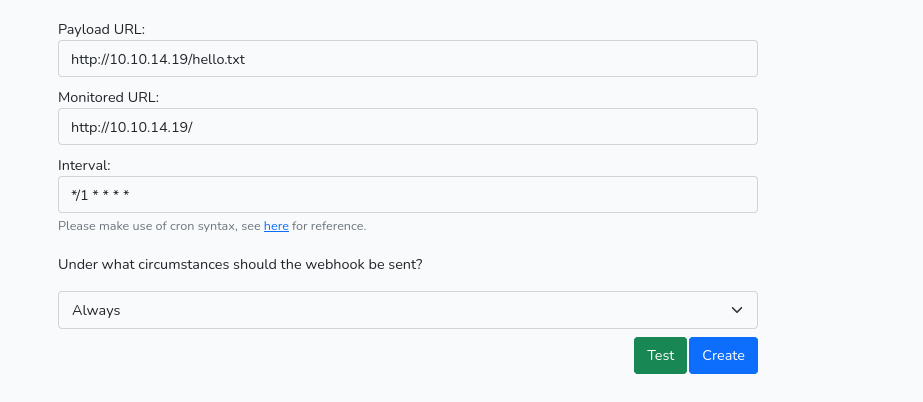 Payload URL:
http://10.10.14.19/hello.txt
Monitored URL:
http://10.10.14.19/
Interval:
*/1 * * * *
Please make use of cron syntax, see here for reference.
Under what circumstances should the webhook be sent?
Always
Test Create